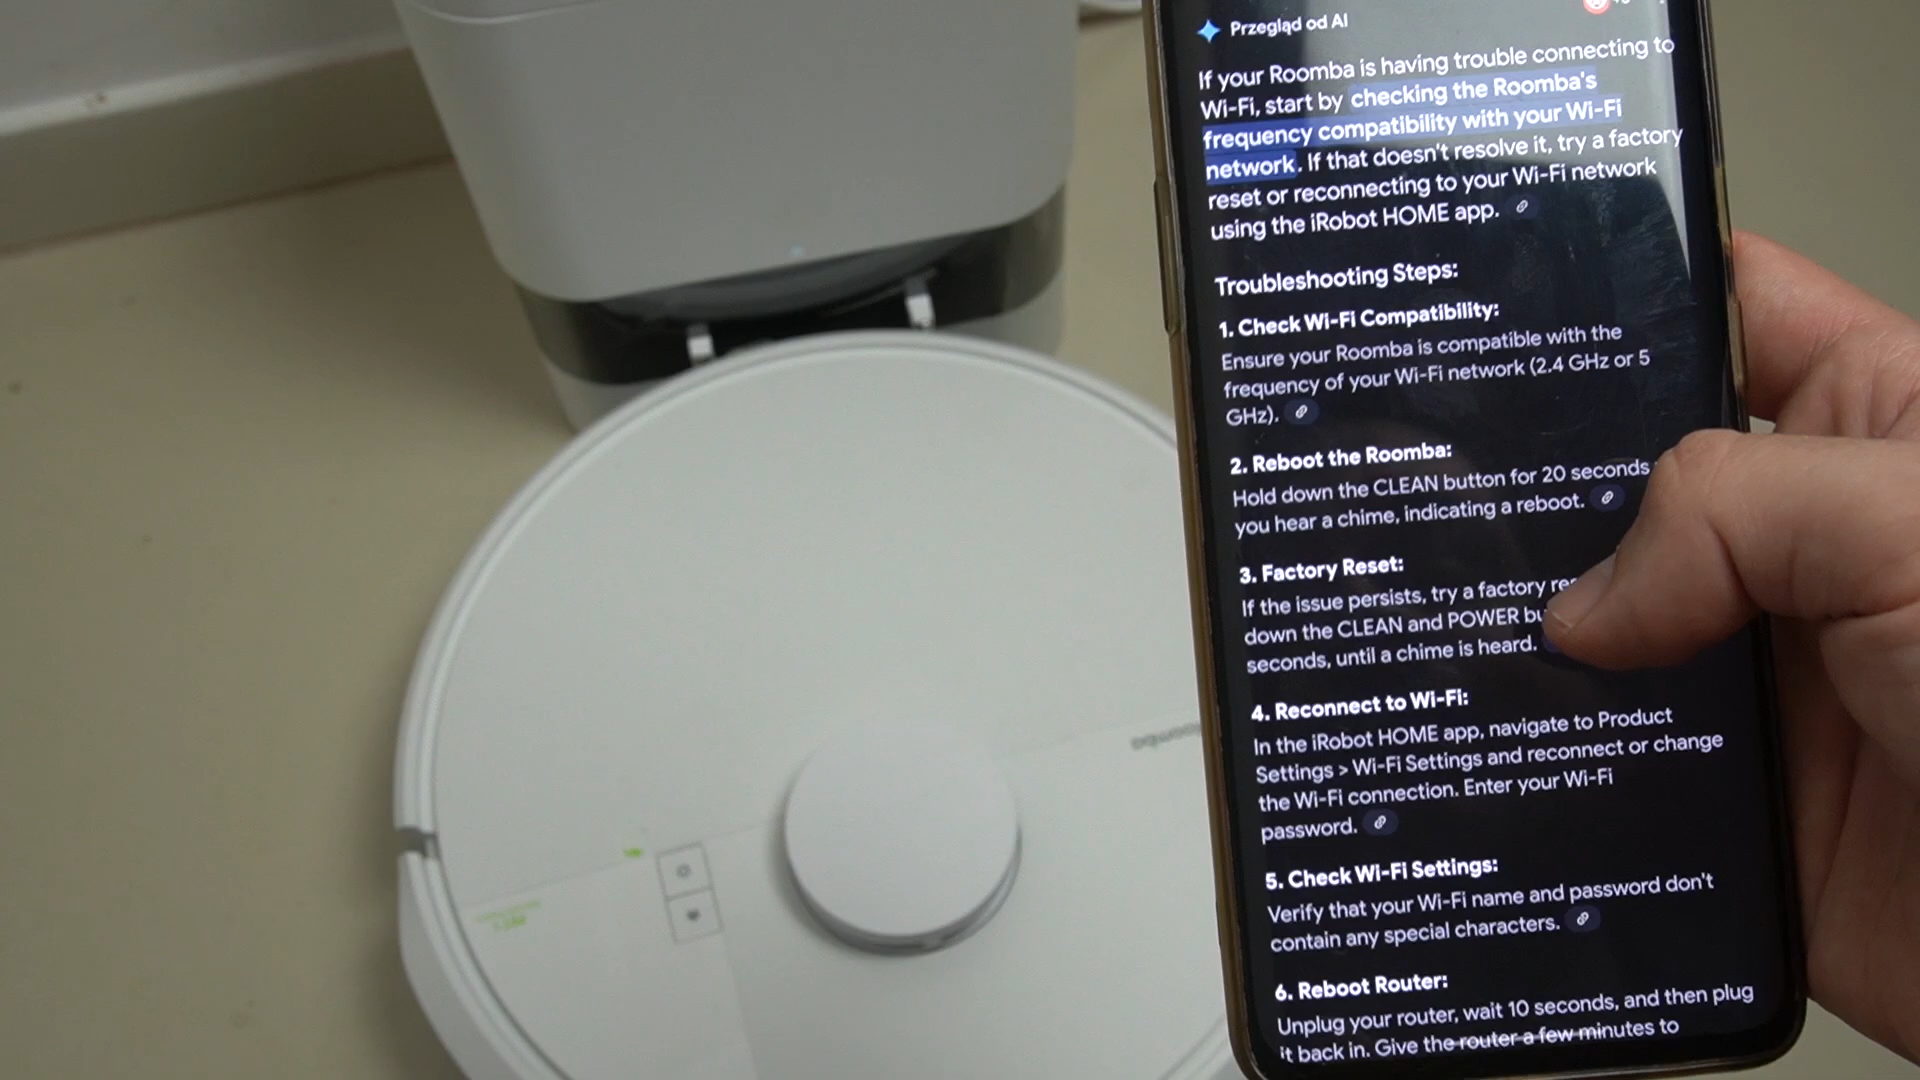 Przegląd od AI
If your Roomba is having trouble connecting to
Wi-Fi, start by checking the Roomba's
frequency compatibility with your Wi-Fi
network. If that doesn't resolve it, try a factory
reset or reconnecting to your Wi-Fi network
using the iRobot HOME app.
Troubleshooting Steps:
1. Check Wi-Fi Compatibility:
Ensure your Roomba is compatible with the
frequency of your Wi-Fi network (2.4 GHz or 5
GHz).
2. Reboot the Roomba:
Hold down the CLEAN button for 20 seconds
you hear a chime, indicating a reboot.
3. Factory Reset:
If the issue persists, try a factory
down the CLEAN and POWER
seconds, until a chime is heard.
4. Reconnect to Wi-Fi:
In the iRobot HOME app, navigate to Product
Settings > Wi-Fi Settings and reconnect or change
the Wi-Fi connection. Enter your Wi-Fi
password.
5. Check Wi-Fi Settings:
Verify that your Wi-Fi name and password don't
contain any special characters.
6. Reboot Router:
Unplug your router, wait 10 seconds, and then plug
it back in. Give the router a few minutes to